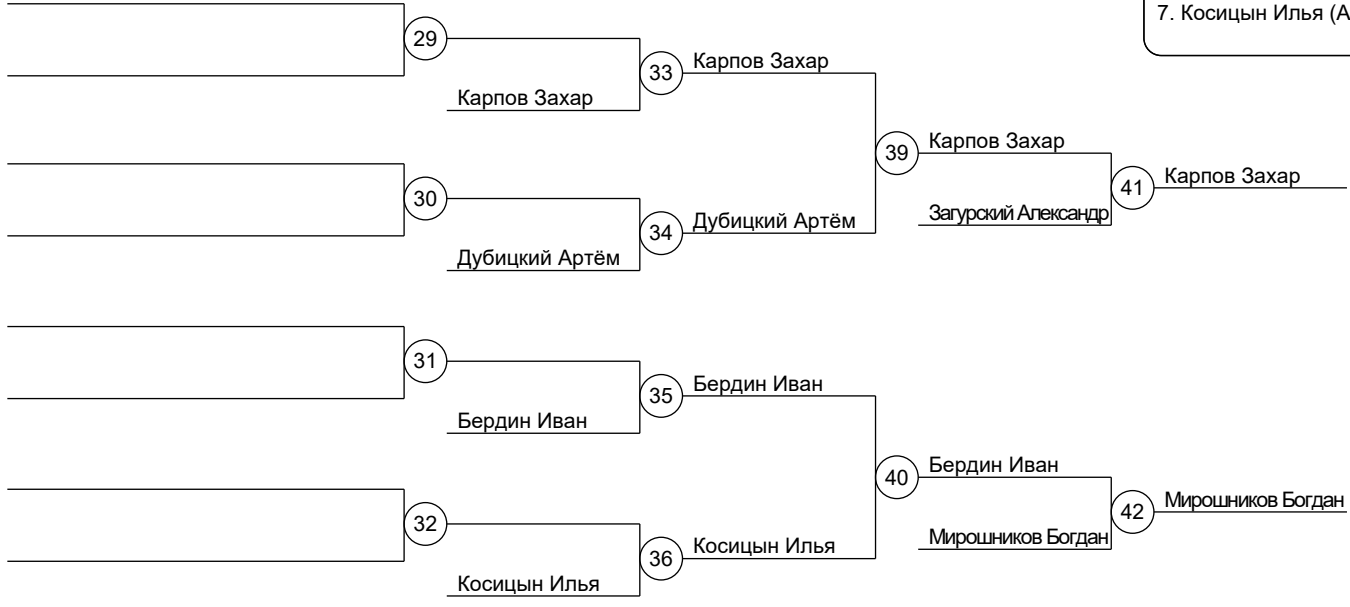 7. Косицын Илья (А
29
33
Карпов Захар
Карпов Захар
39
Карпов Захар
41
Карпов Захар
30
34
Дубицкий Артём
Загурский Александр
Дубицкий Артём
31
35
Бердин Иван
Бердин Иван
40
Бердин Иван
42
Мирошников Богдан
32
36
Косицын Илья
Мирошников Богдан
Косицын Илья